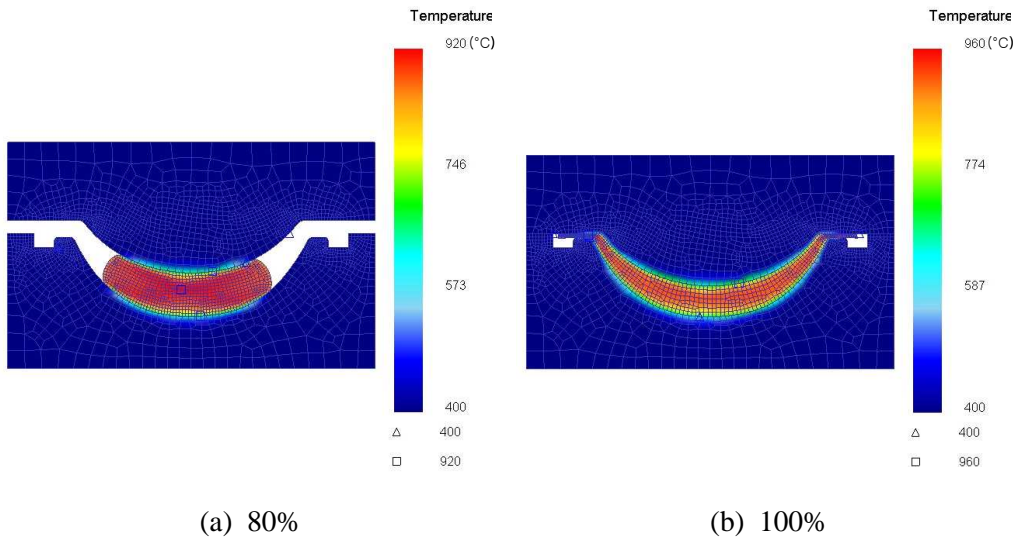 Temperature
920 (°C)
746
573
400
△ 400
□ 920
Temperature
960 (°C)
774
587
400
△ 400
□ 960
(a) 80%
(b) 100%